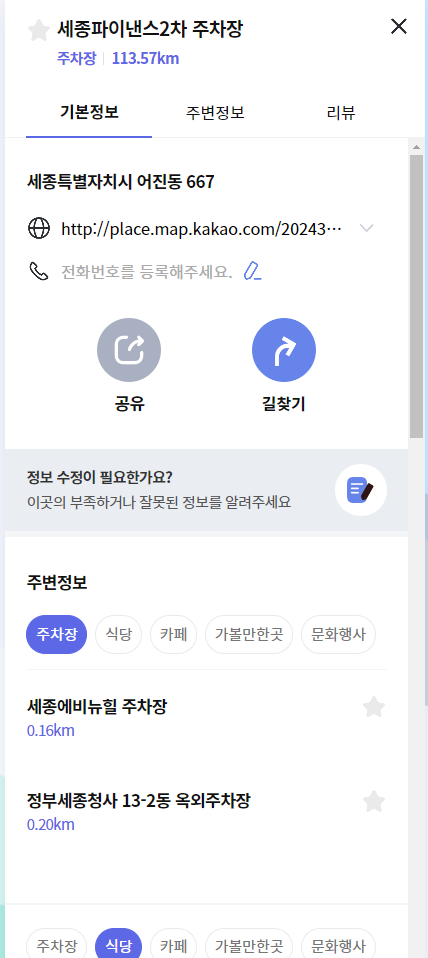 세종파이낸스2차 주차장
주차장 113.57km
기본정보 주변정보 리뷰
세종특별자치시 어진동 667
http://place.map.kakao.com/20243···
전화번호를 등록해주세요.
공유 길찾기
정보 수정이 필요한가요?
이곳의 부족하거나 잘못된 정보를 알려주세요
주변정보
주차장 식당 카페 가볼만한곳 문화행사
세종에비뉴힐 주차장
0.16km
정부세종청사 13-2동 옥외주차장
0.20km
주차장 식당 카페 가볼만한곳 문화행사